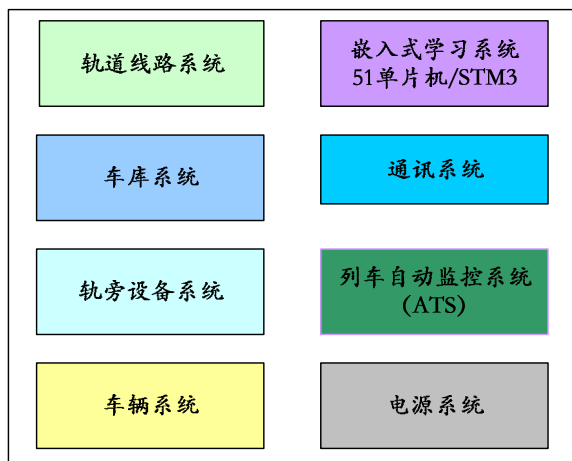 轨道线路系统
嵌入式学习系统
51单片机/STM3
车库系统
通讯系统
轨旁设备系统
列车自动监控系统
(ATS)
车辆系统
电源系统